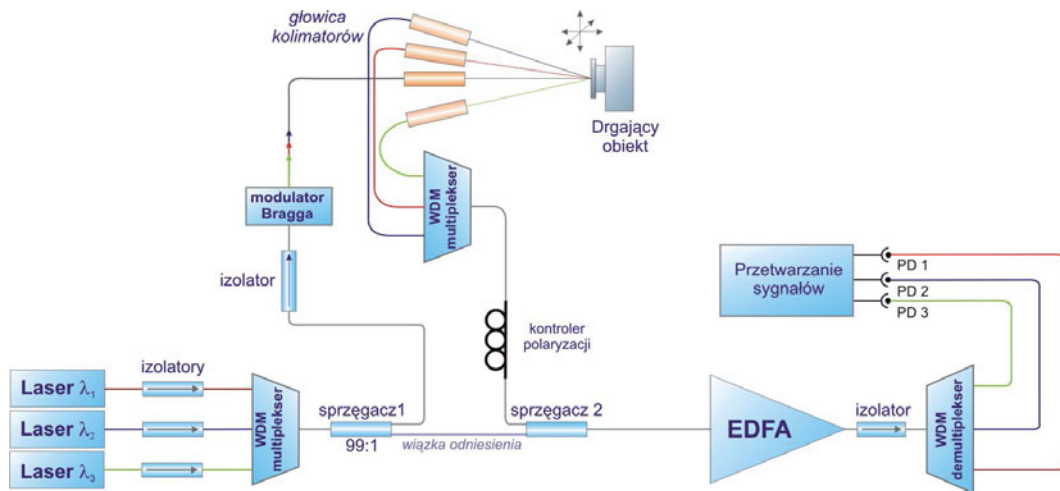 głowica
kolimatorów
Drgający
obiekt
modulator
Bragga
WDM
multiplekser
izolator
Przetwarzanie
sygnałów
PD 1
PD 2
PD 3
kontroler
polaryzacji
izolatory
Laser λ1
Laser λ2
Laser λ3
WDM
multiplekser
sprzęgacz1
99:1
wiązka odniesienia
sprzęgacz 2
EDFA
izolator
WDM
demultiplekser